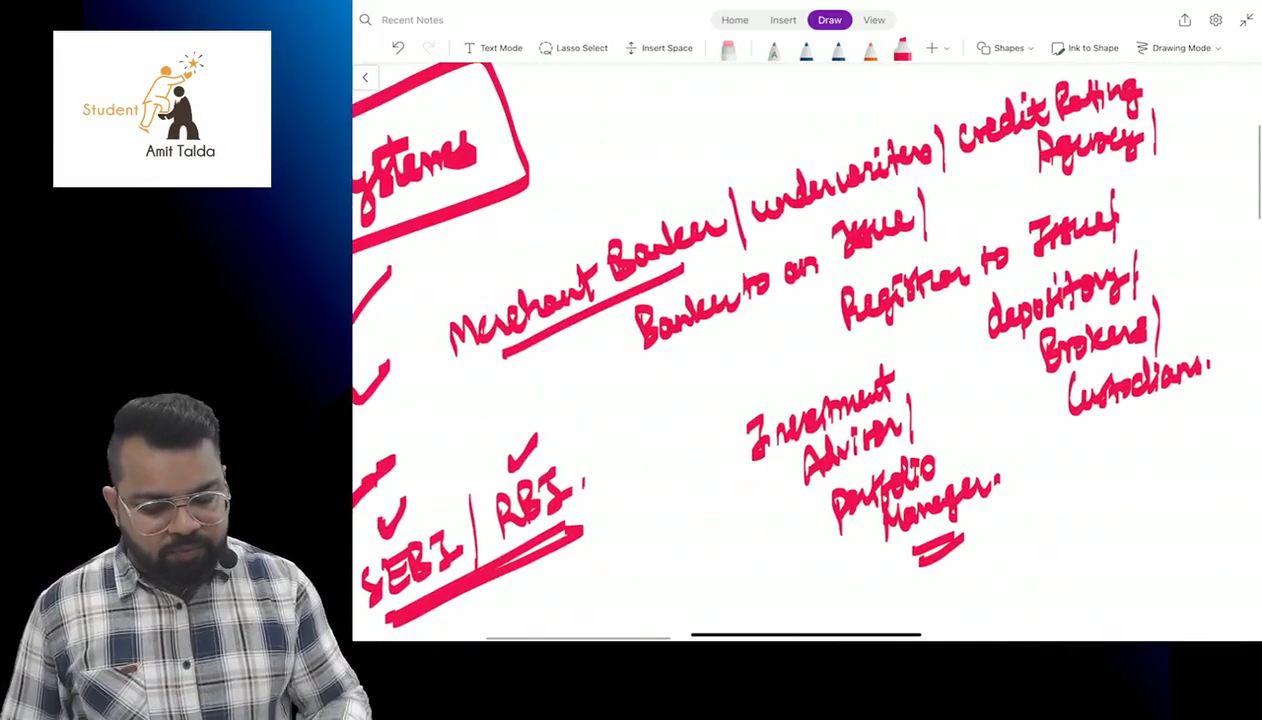 Recent Notes
Home Insert Draw View
Text Mode Lasso Select Insert Space Shapes Ink to Shape Drawing Mode
Student
Amit Talda
ystems
Merchant Banker / underwriters / credit Rating
Agency /
Banker to an Issue /
Registrar to Issue /
depository /
Brokers /
Custodians.
Investment
Advisor /
Portfolio
Manager.
SEBI / RBI.